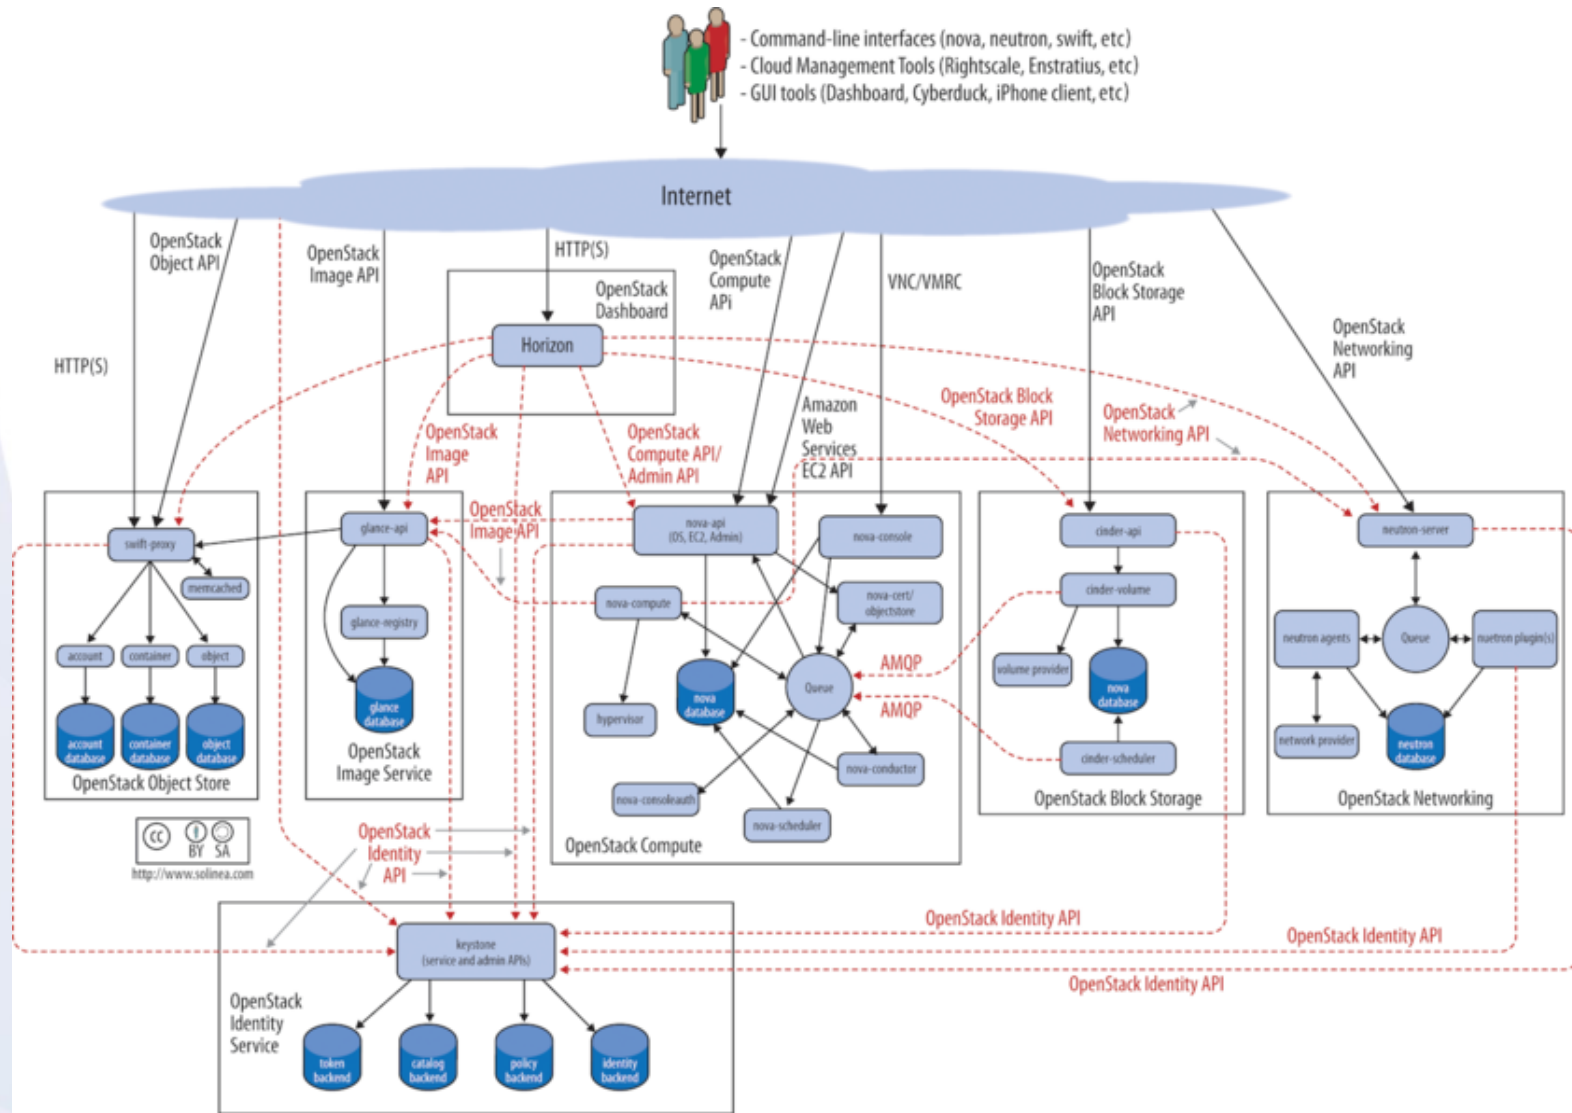 - Command-line interfaces (nova, neutron, swift, etc)
- Cloud Management Tools (Rightscale, Enstratius, etc)
- GUI tools (Dashboard, Cyberduck, iPhone client, etc)
Internet
OpenStack
Object API
HTTP(S)
OpenStack
Image API
HTTP(S)
OpenStack
Compute
APi
VNC/VMRC
OpenStack
Block Storage
API
OpenStack
Networking
API
OpenStack
Dashboard
Horizon
Amazon
Web
Services
EC2 API
OpenStack
Image
API
OpenStack
Compute API/
Admin API
OpenStack Block
Storage API
OpenStack
Networking API
OpenStack
Image API
swift-proxy
memcached
account
container
object
account
database
container
database
object
database
OpenStack Object Store
glance-api
glance-registry
glance
database
OpenStack
Image Service
nova-api
(OS, EC2, Admin)
nova-console
nova-compute
nova-cert/
objectstore
hypervisor
nova
database
Queue
nova-conductor
nova-consoleauth
nova-scheduler
OpenStack Compute
AMQP
AMQP
cinder-api
cinder-volume
volume provider
nova
database
cinder-scheduler
OpenStack Block Storage
neutron-server
neutron agents
Queue
nuetron plugin(s)
network provider
neutron
database
OpenStack Networking
CC
BY SA
http://www.solinea.com
OpenStack
Identity
API
OpenStack Identity API
OpenStack Identity API
OpenStack Identity API
keystone
(service and admin APIs)
OpenStack
Identity
Service
token
backend
catalog
backend
policy
backend
identity
backend